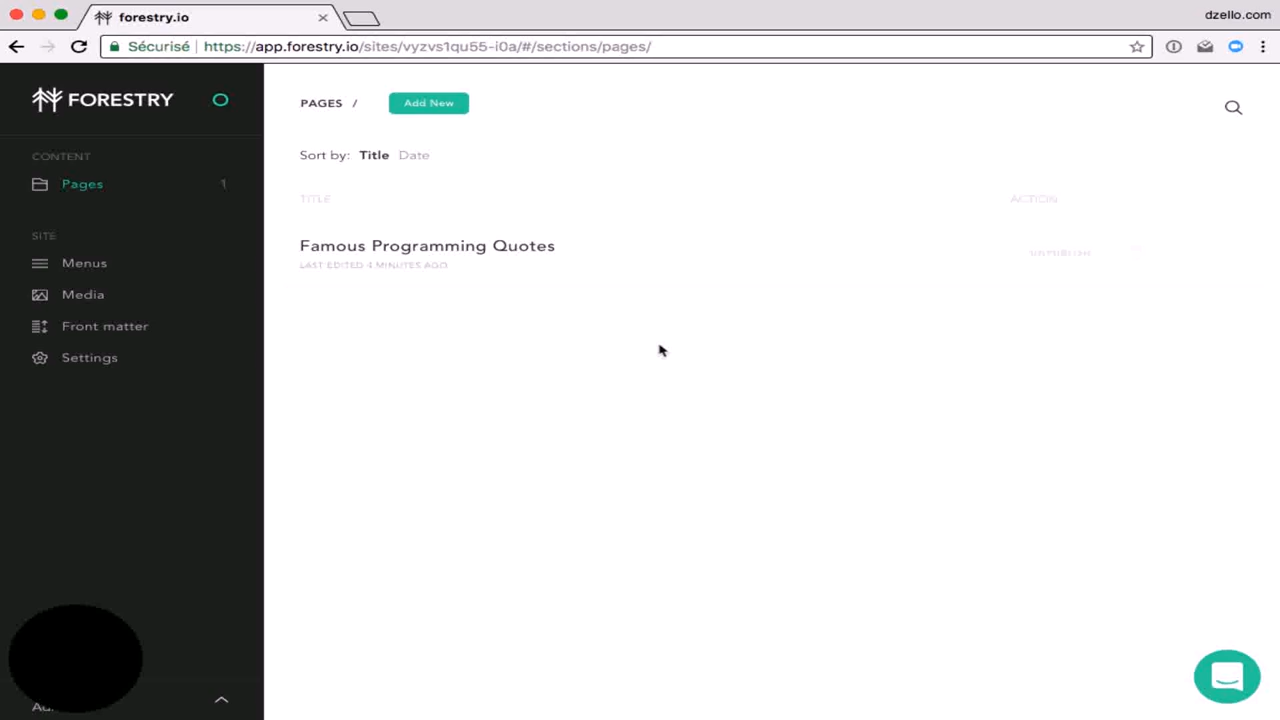 forestry.io
dzello.com
Sécurisé https://app.forestry.io/sites/vyzvs1qu55-i0a/#/sections/pages/
FORESTRY
PAGES / Add New
CONTENT
Sort by: Title Date
Pages 1
TITLE ACTION
SITE
Famous Programming Quotes
Menus
UNPUBLISH
LAST EDITED 4 MINUTES AGO
Media
Front matter
Settings